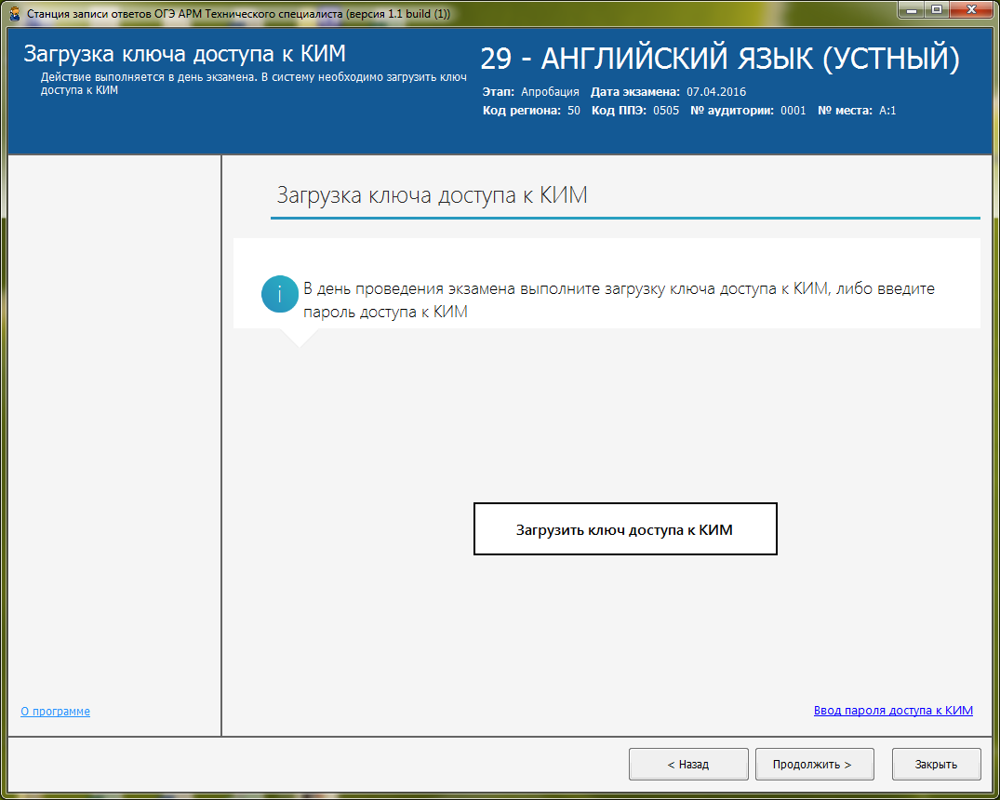 Станция записи ответов ОГЭ АРМ Технического специалиста (версия 1.1 build (1))
Загрузка ключа доступа к КИМ
Действие выполняется в день экзамена. В систему необходимо загрузить ключ
доступа к КИМ
29 - АНГЛИЙСКИЙ ЯЗЫК (УСТНЫЙ)
Этап: Апробация Дата экзамена: 07.04.2016
Код региона: 50 Код ППЭ: 0505 № аудитории: 0001 № места: А:1
Загрузка ключа доступа к КИМ
i В день проведения экзамена выполните загрузку ключа доступа к КИМ, либо введите
пароль доступа к КИМ
Загрузить ключ доступа к КИМ
О программе
Ввод пароля доступа к КИМ
< Назад
Продолжить >
Закрыть